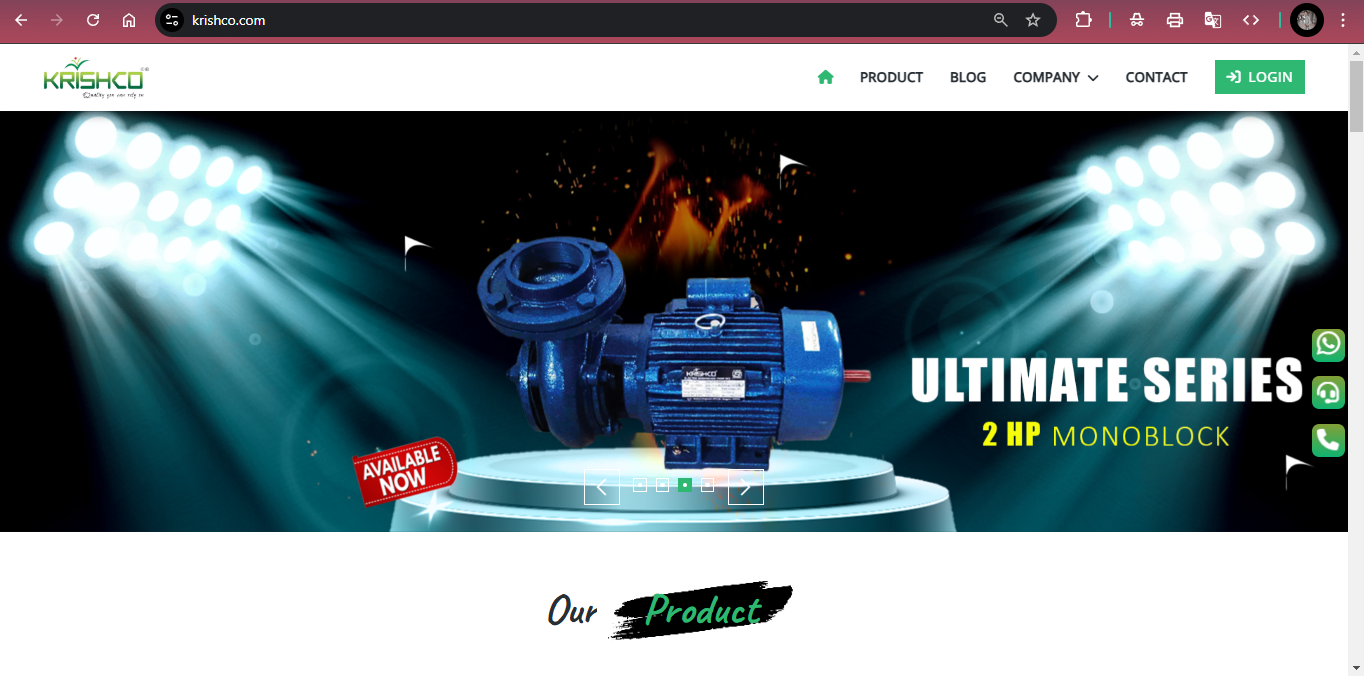 krishco.com
KRISHCO
Quality you can rely on
PRODUCT
BLOG
COMPANY
CONTACT
LOGIN
KRISHCO
ULTIMATE SERIES
2 HP MONOBLOCK
AVAILABLE
NOW
Our Product